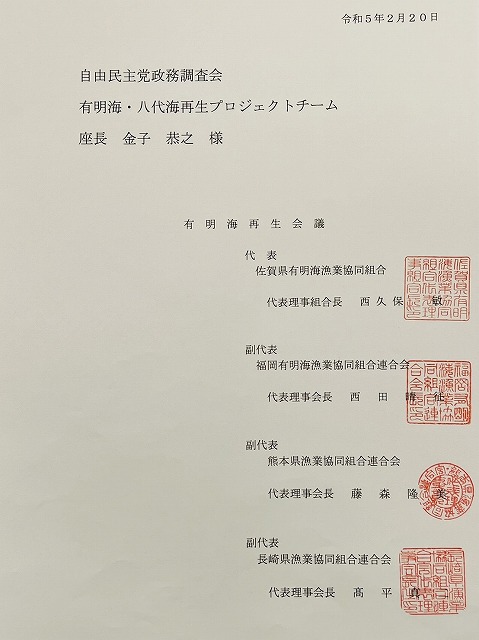 令和５年２月２０日
自由民主党政務調査会
有明海・八代海再生プロジェクトチーム
座長　金子　恭之　様
有明海再生会議
代　表
佐賀県有明海漁業協同組合
代表理事組合長　西久保　敏
副代表
福岡有明海漁業協同組合連合会
代表理事会長　西田　晴征
副代表
熊本県漁業協同組合連合会
代表理事会長　藤森　隆美
副代表
長崎県漁業協同組合連合会
代表理事会長　髙平　真